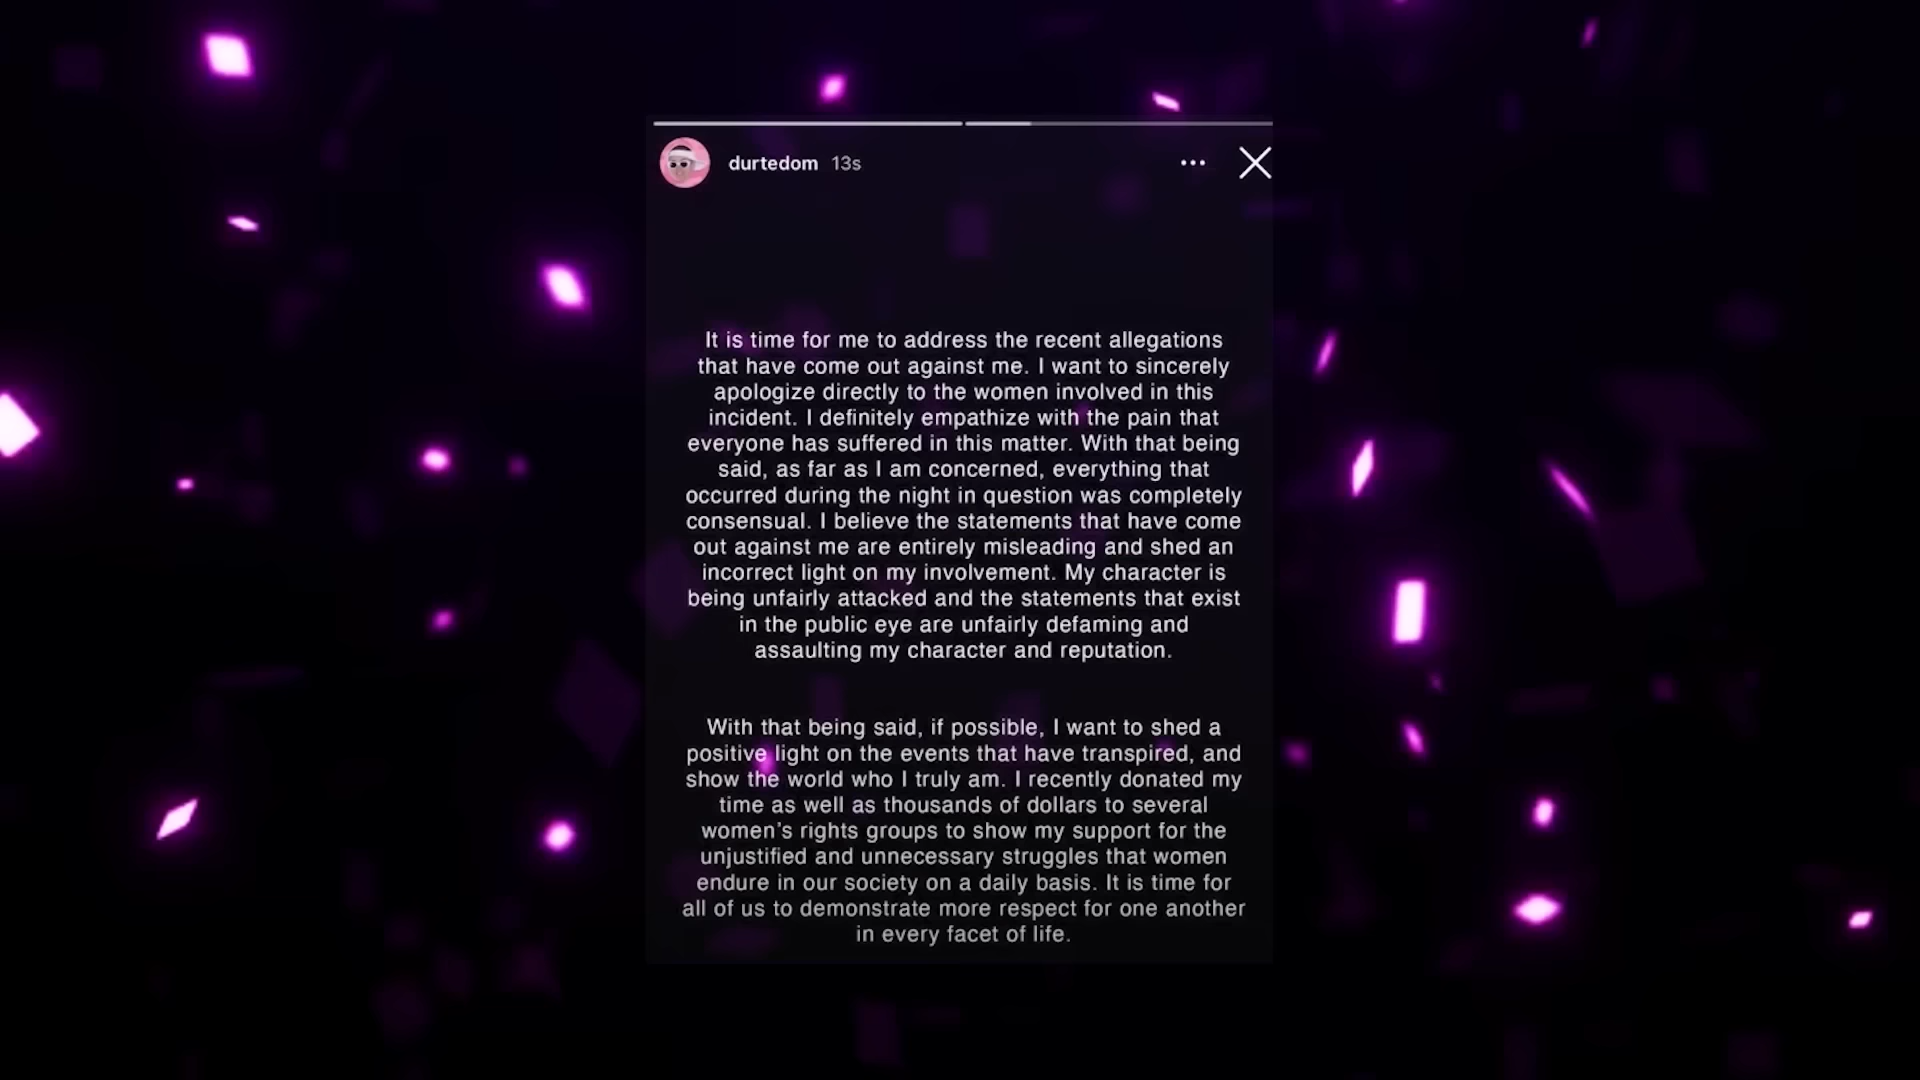 durtedom 13s
It is time for me to address the recent allegations
that have come out against me. I want to sincerely
apologize directly to the women involved in this
incident. I definitely empathize with the pain that
everyone has suffered in this matter. With that being
said, as far as I am concerned, everything that
occurred during the night in question was completely
consensual. I believe the statements that have come
out against me are entirely misleading and shed an
incorrect light on my involvement. My character is
being unfairly attacked and the statements that exist
in the public eye are unfairly defaming and
assaulting my character and reputation.
With that being said, if possible, I want to shed a
positive light on the events that have transpired, and
show the world who I truly am. I recently donated my
time as well as thousands of dollars to several
women's rights groups to show my support for the
unjustified and unnecessary struggles that women
endure in our society on a daily basis. It is time for
all of us to demonstrate more respect for one another
in every facet of life.